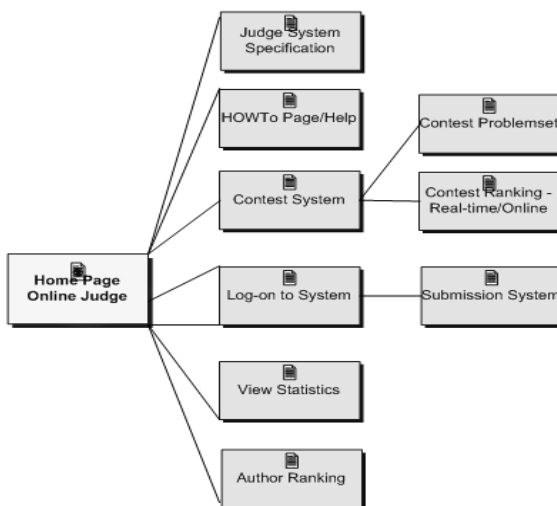 Judge System
Specification
HOWTo Page/Help
Contest Problemset
Contest System
Contest Ranking -
Real-time/Online
Home Page
Online Judge
Log-on to System
Submission System
View Statistics
Author Ranking